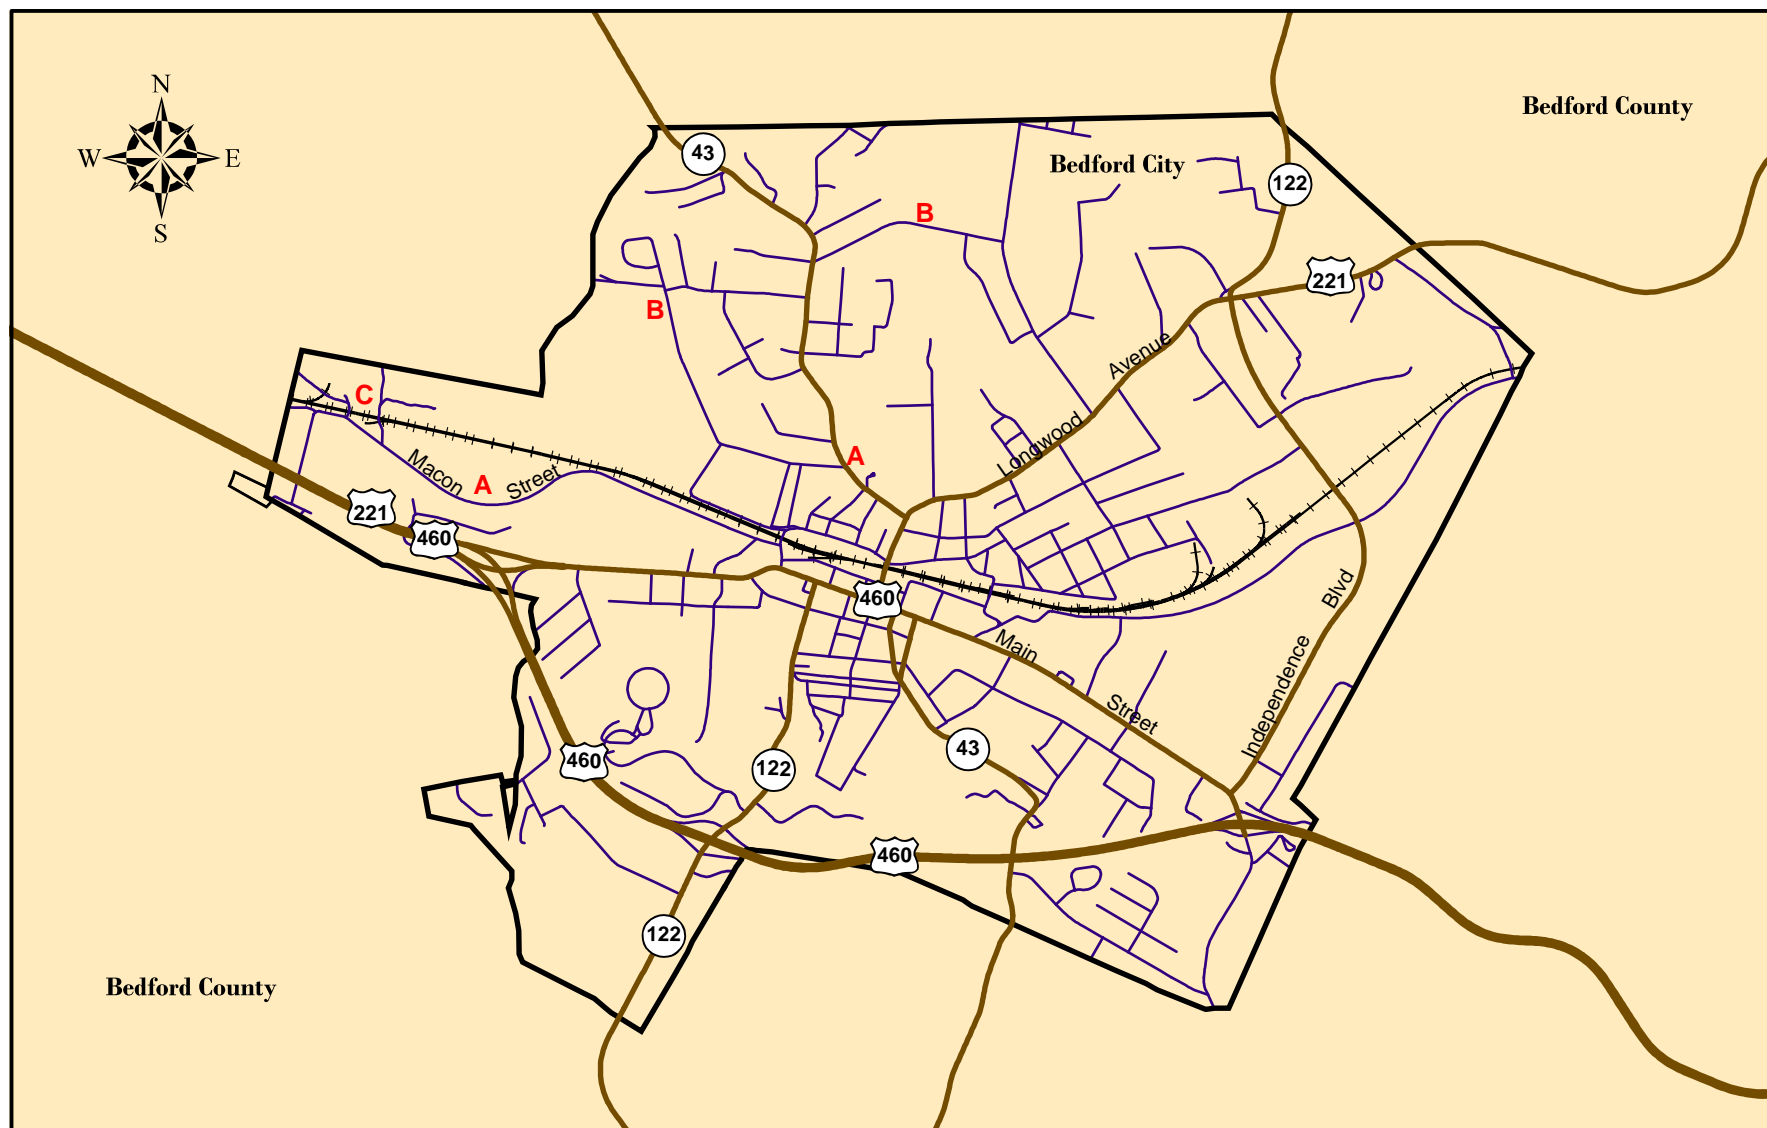 N
W E
S
Bedford County
43
Bedford City
122
B
221
B
Avenue
C
Longwood
A
Macon A Street
221
460
460
Blvd
Main
Independence
Street
43
460
122
460
122
Bedford County